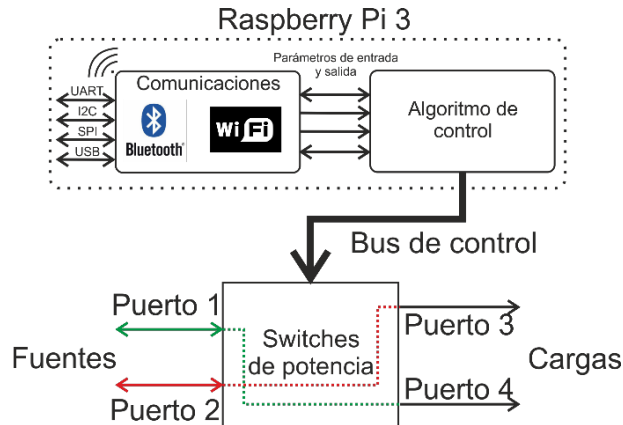 Raspberry Pi 3
Parámetros de entrada
y salida
Comunicaciones
UART
I2C
SPI
USB
Bluetooth®
Wi Fi
Algoritmo de
control
Bus de control
Puerto 1
Puerto 2
Fuentes
Switches
de potencia
Puerto 3
Puerto 4
Cargas